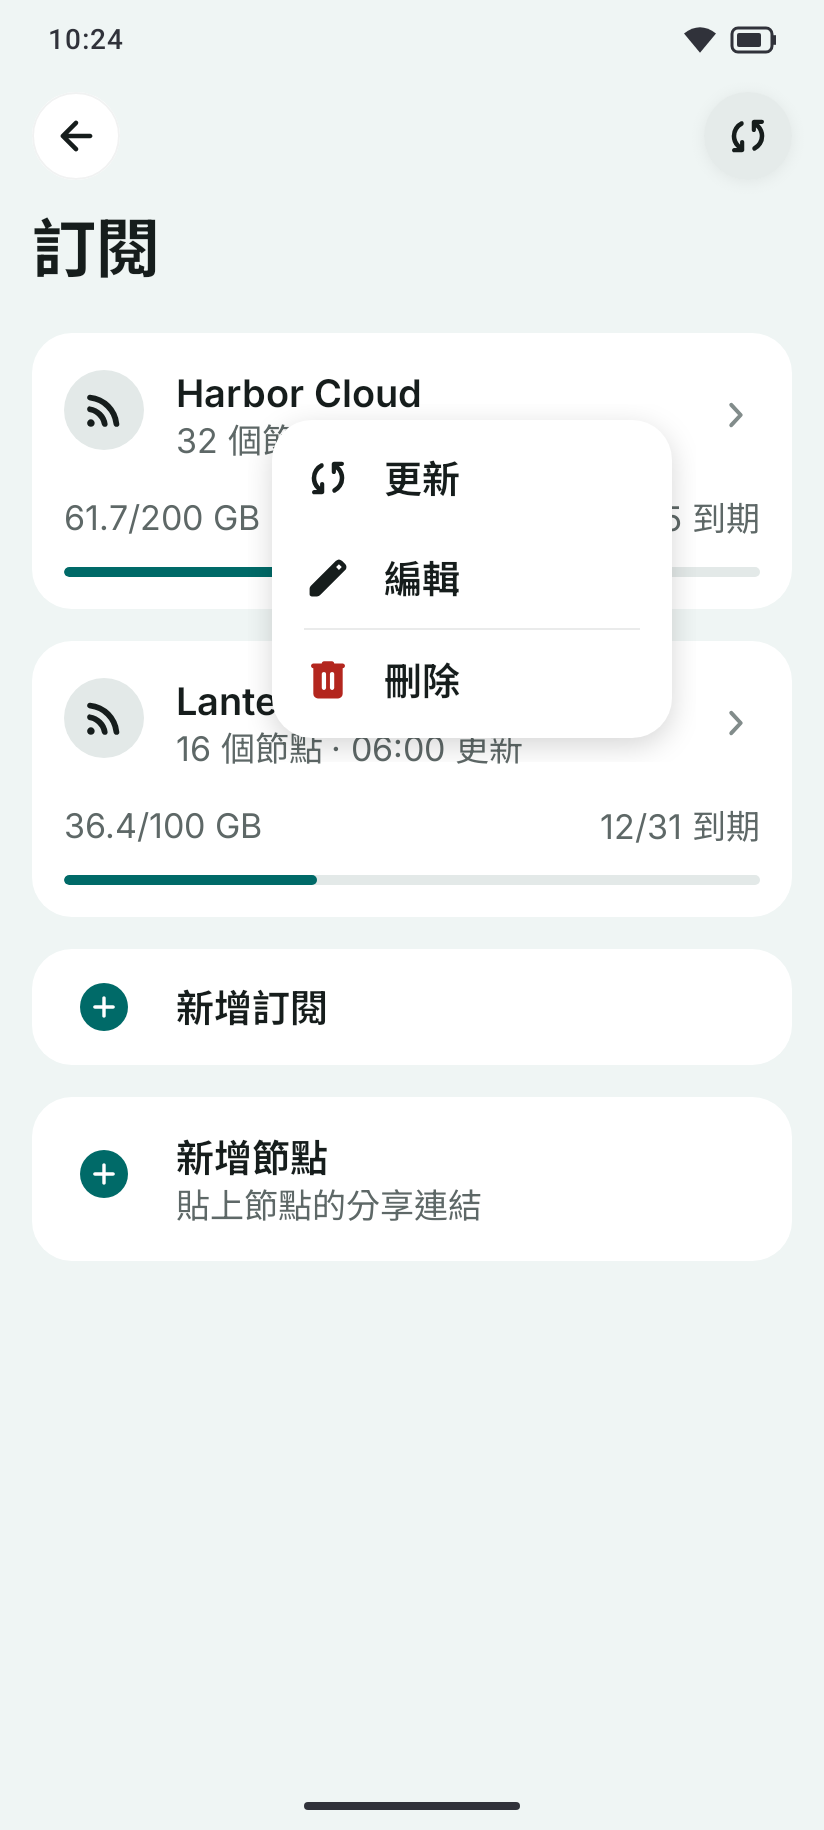 10:24
訂閱
Harbor Cloud
32 個
61.7/200 GB
到期
更新
編輯
刪除
16 個節點 · 06:00 更新
36.4/100 GB
12/31 到期
新增訂閱
新增節點
貼上節點的分享連結